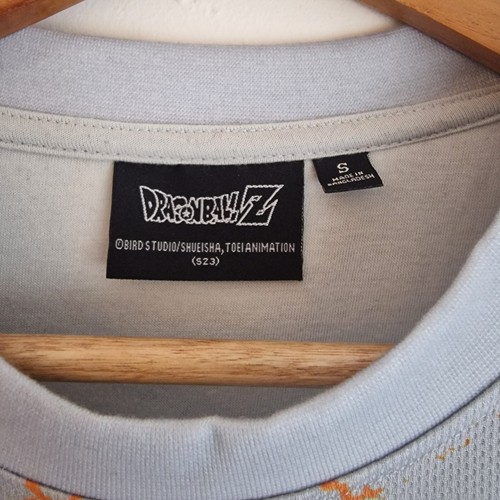 DRAGONBALL Z
©BIRD STUDIO/SHUEISHA, TOEI ANIMATION
(S23)
S
MADE IN
BANGLADESH